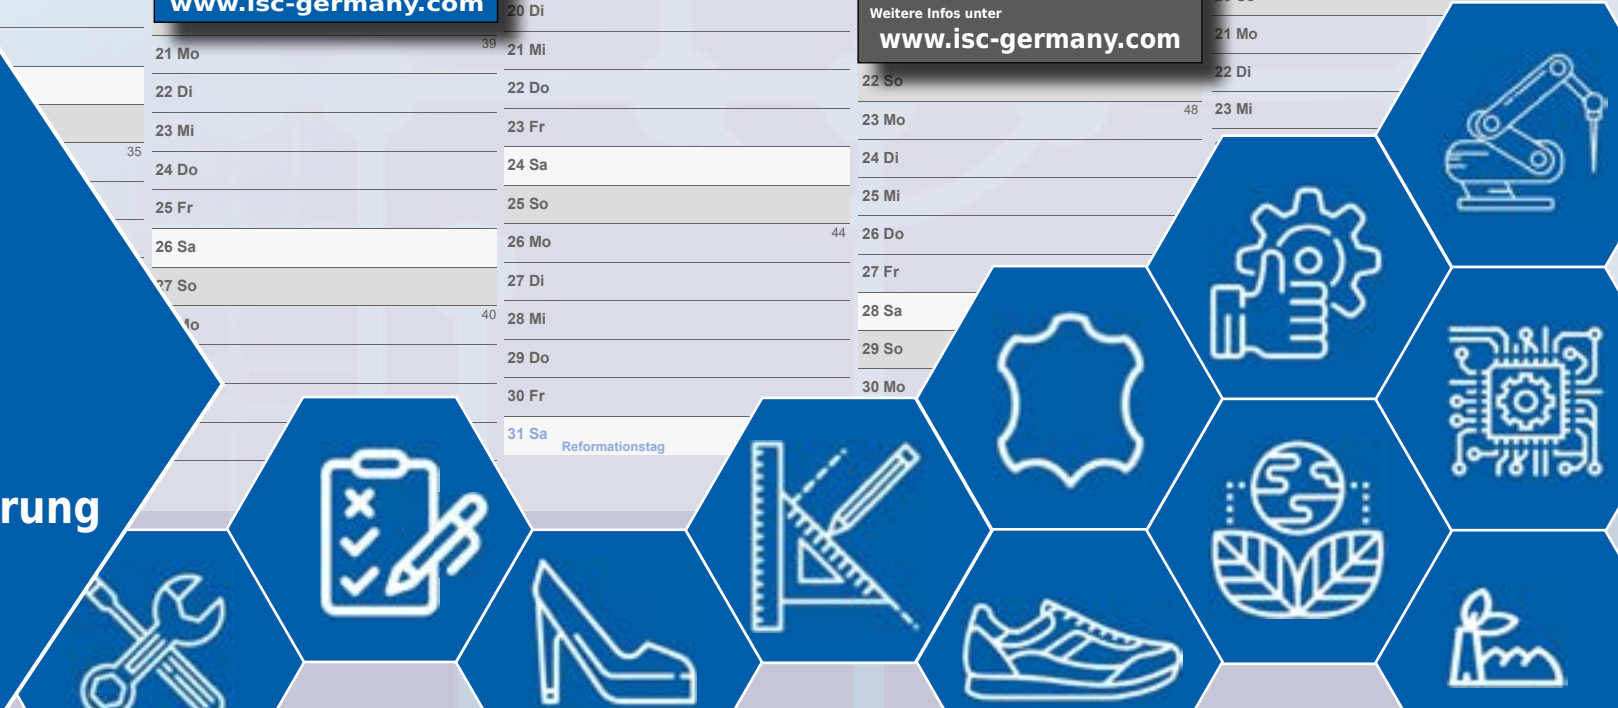 35
rung
www.isc-germany.com
39
21 Mo
22 Di
23 Mi
24 Do
25 Fr
26 Sa
27 So
40
Mo
20 Di
21 Mi
22 Do
23 Fr
24 Sa
25 So
44
26 Mo
27 Di
28 Mi
29 Do
30 Fr
31 Sa
Reformationstag
Weitere Infos unter
www.isc-germany.com
22 So
48
23 Mo
24 Di
25 Mi
26 Do
27 Fr
28 Sa
29 So
30 Mo
21 Mo
22 Di
23 Mi